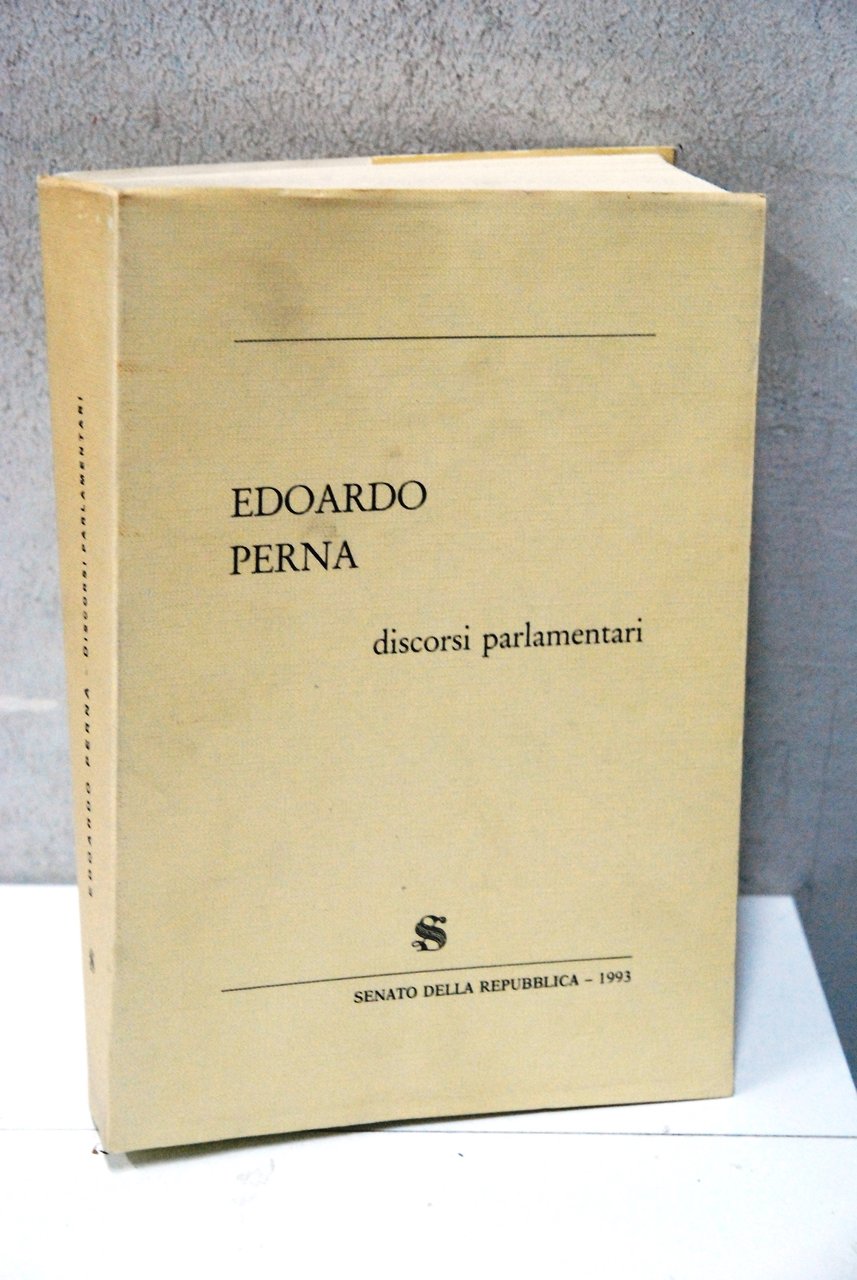 EDOARDO
PERNA
discorsi parlamentari
S
SENATO DELLA REPUBBLICA – 1993
EDOARDO PERNA - DISCORSI PARLAMENTARI